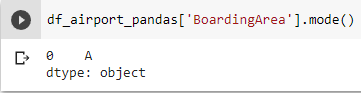 df_airport_pandas['BoardingArea'].mode()
0    A
dtype: object